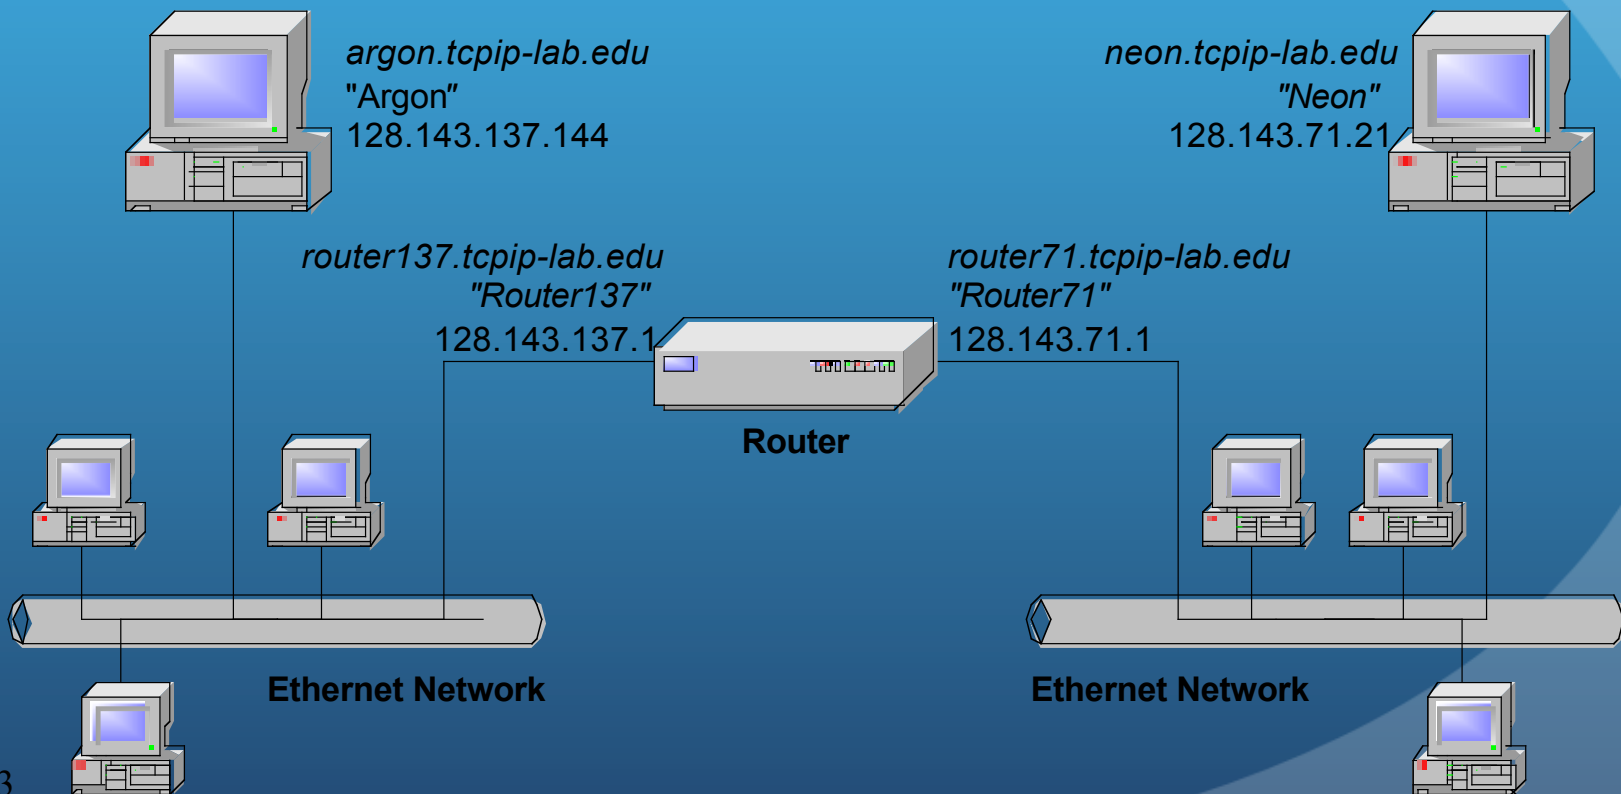 argon.tcpip-lab.edu
"Argon"
128.143.137.144
neon.tcpip-lab.edu
"Neon"
128.143.71.21
router137.tcpip-lab.edu
"Router137"
128.143.137.1
router71.tcpip-lab.edu
"Router71"
128.143.71.1
Router
Ethernet Network
Ethernet Network
3